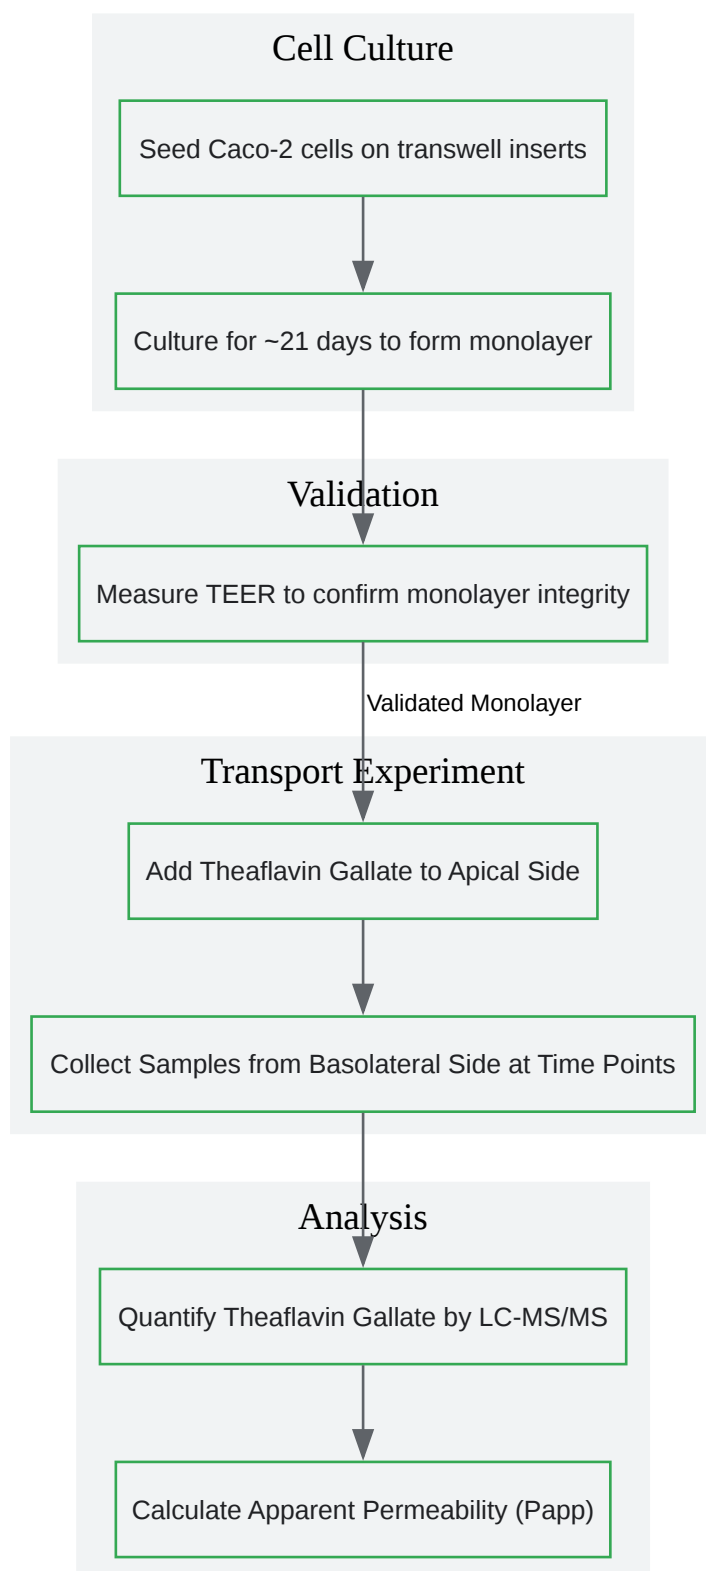 Cell Culture
Seed Caco-2 cells on transwell inserts
Culture for ~21 days to form monolayer
Validation
Measure TEER to confirm monolayer integrity
Validated Monolayer
Transport Experiment
Add Theaflavin Gallate to Apical Side
Collect Samples from Basolateral Side at Time Points
Analysis
Quantify Theaflavin Gallate by LC-MS/MS
Calculate Apparent Permeability (Papp)